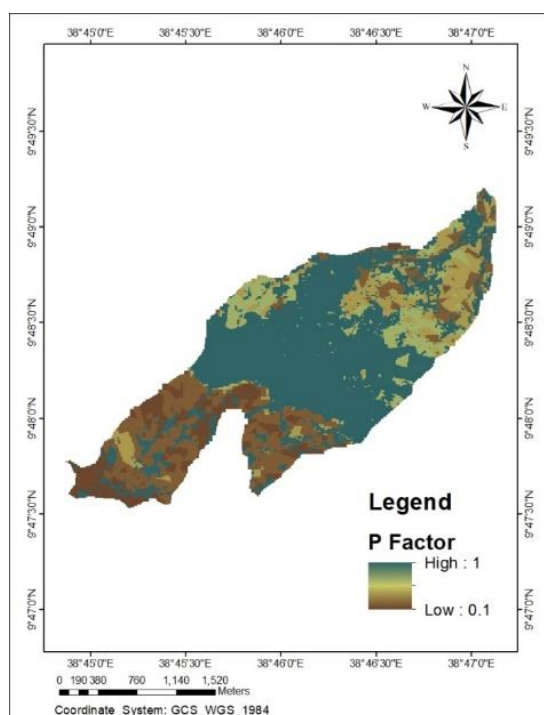 38°45'0"E 38°45'30"E 38°46'0"E 38°46'30"E 38°47'0"E
N
W E
S
9°49'30"N 9°49'30"N
9°49'0"N 9°49'0"N
9°48'30"N 9°48'30"N
9°48'0"N 9°48'0"N
9°47'30"N 9°47'30"N
9°47'0"N 9°47'0"N
Legend
P Factor
High : 1
Low : 0.1
38°45'0"E 38°45'30"E 38°46'0"E 38°46'30"E 38°47'0"E
0 190 380 760 1,140 1,520
Meters
Coordinate System: GCS WGS 1984